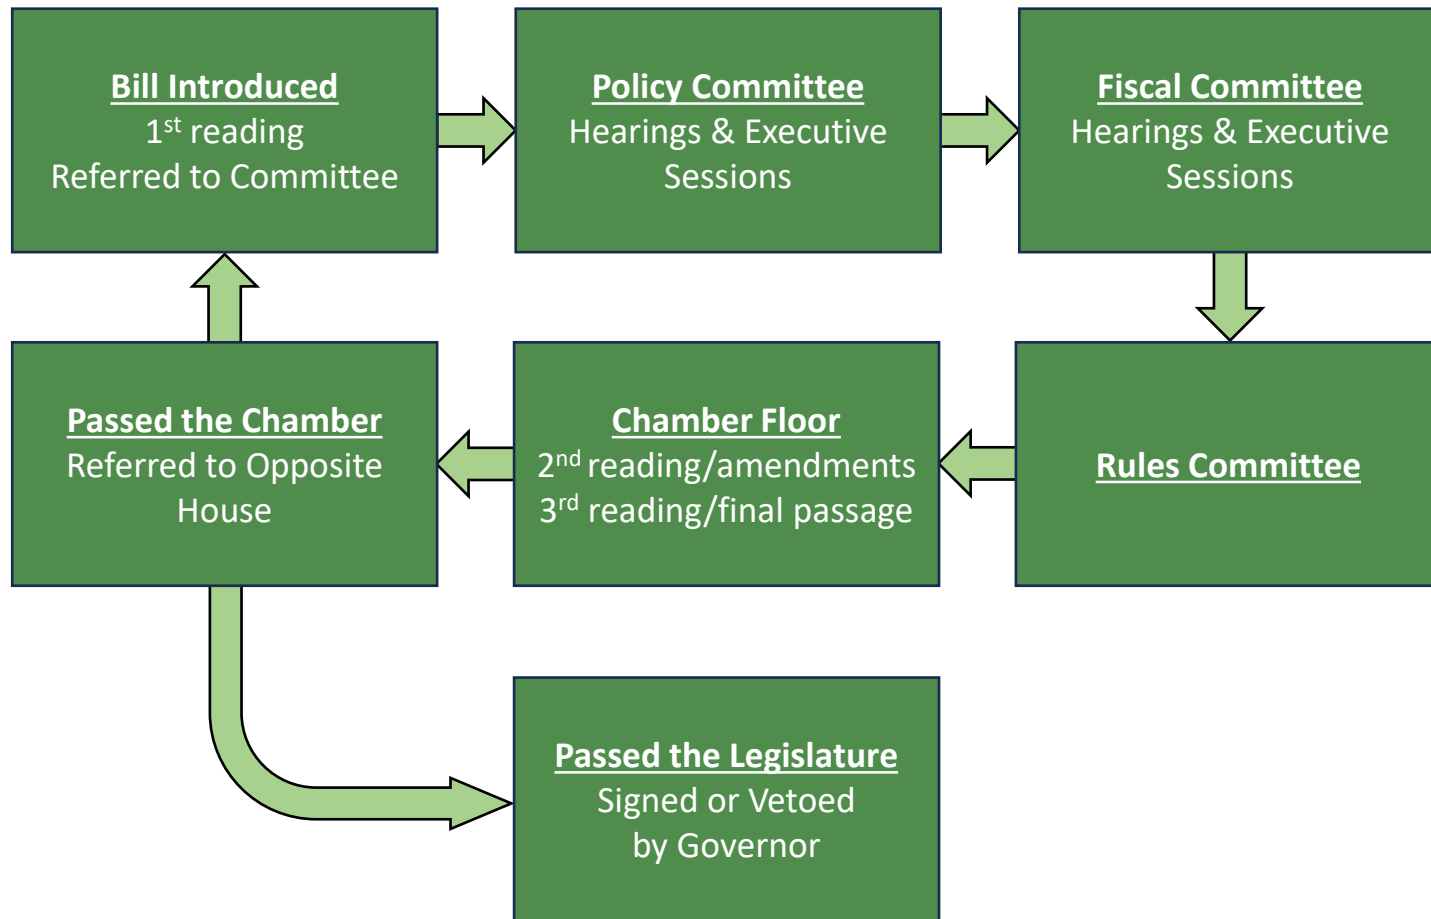 Bill Introduced
1st reading
Referred to Committee
Policy Committee
Hearings & Executive
Sessions
Fiscal Committee
Hearings & Executive
Sessions
Passed the Chamber
Referred to Opposite
House
Chamber Floor
2nd reading/amendments
3rd reading/final passage
Rules Committee
Passed the Legislature
Signed or Vetoed
by Governor